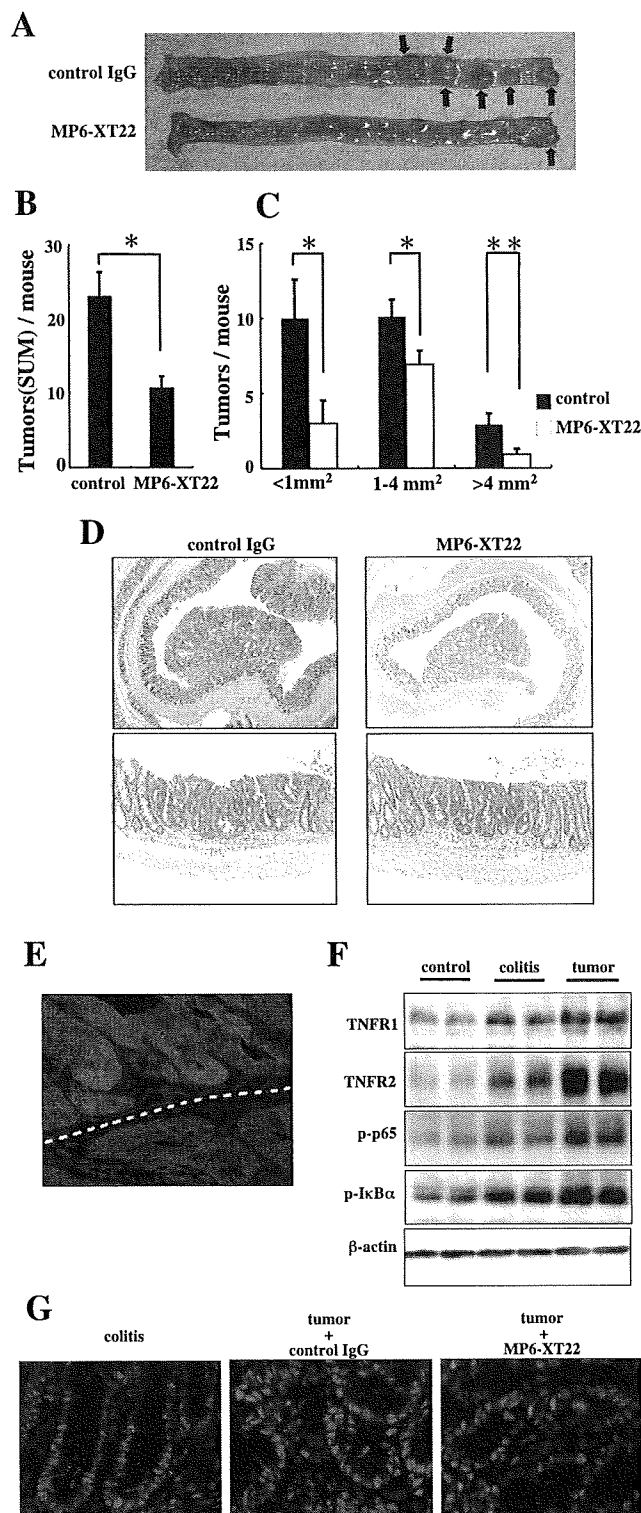 A
control IgG
MP6-XT22
B
Tumors(SUM) / mouse
30
20
10
0
*
control MP6-XT22
C
Tumors / mouse
15
10
5
0
*
*
* *
<1mm²
1-4 mm²
>4 mm²
control
MP6-XT22
D
control IgG
MP6-XT22
E
F
control
colitis
tumor
TNFR1
TNFR2
p-p65
p-IκBα
β-actin
G
colitis
tumor
+
control IgG
tumor
+
MP6-XT22